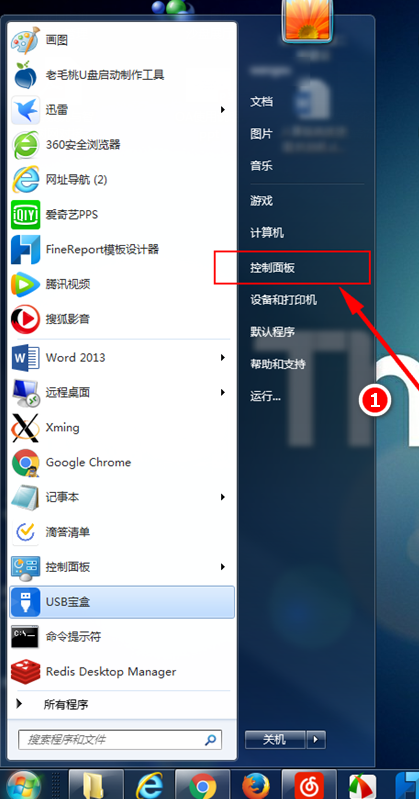 画图
老毛桃U盘启动制作工具
迅雷
360安全浏览器
网址导航 (2)
QIYI
爱奇艺PPS
FineReport模板设计器
腾讯视频
搜狐影音
Word 2013
远程桌面
Xming
Google Chrome
记事本
滴答清单
控制面板
USB宝盒
C:\_
命令提示符
Redis Desktop Manager
所有程序
搜索程序和文件
文档
图片
音乐
游戏
计算机
控制面板
设备和打印机
默认程序
帮助和支持
运行...
1
关机